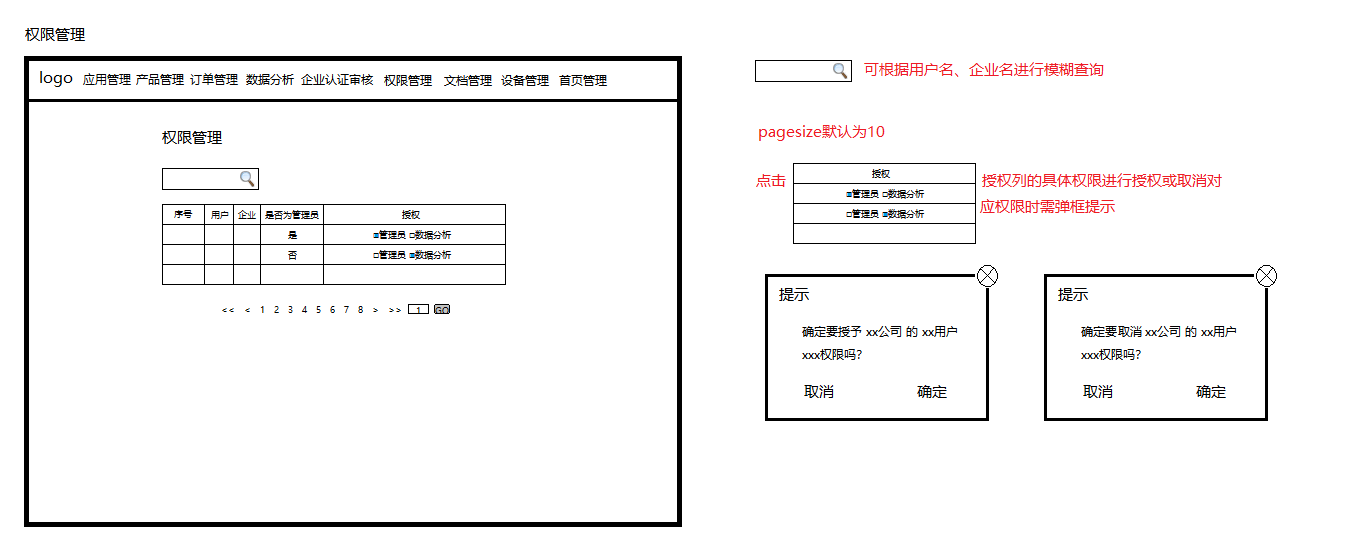 权限管理
logo 应用管理 产品管理 订单管理 数据分析 企业认证审核 权限管理 文档管理 设备管理 首页管理
权限管理
序号 用户 企业 是否为管理员 授权
是 管理员 数据分析
否 管理员 数据分析
<< < 1 2 3 4 5 6 7 8 > >> 1 GO
可根据用户名、企业名进行模糊查询
pagesize默认为10
点击
授权
管理员 数据分析
管理员 数据分析
授权列的具体权限进行授权或取消对
应权限时需弹框提示
提示
确定要授予 xx公司 的 xx用户
xxx权限吗?
取消 确定
提示
确定要取消 xx公司 的 xx用户
xxx权限吗?
取消 确定